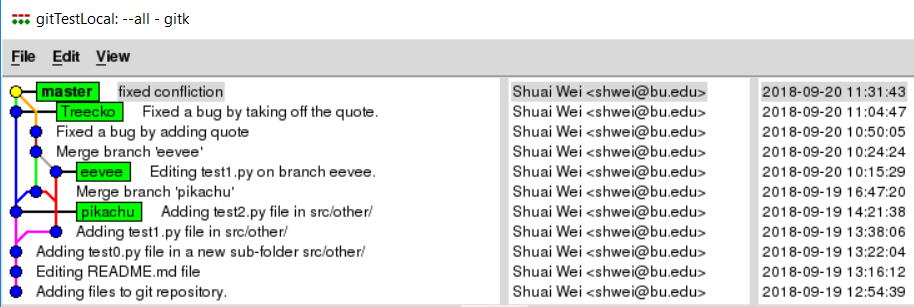 gitTestLocal: --all - gitk
File Edit View
master fixed confliction Shuai Wei <shwei@bu.edu> 2018-09-20 11:31:43
Treecko Fixed a bug by taking off the quote. Shuai Wei <shwei@bu.edu> 2018-09-20 11:04:47
Fixed a bug by adding quote Shuai Wei <shwei@bu.edu> 2018-09-20 10:50:05
Merge branch 'eevee' Shuai Wei <shwei@bu.edu> 2018-09-20 10:24:24
eevee Editing test1.py on branch eevee. Shuai Wei <shwei@bu.edu> 2018-09-20 10:15:29
Merge branch 'pikachu' Shuai Wei <shwei@bu.edu> 2018-09-19 16:47:20
pikachu Adding test2.py file in src/other/ Shuai Wei <shwei@bu.edu> 2018-09-19 14:21:38
Adding test1.py file in src/other/ Shuai Wei <shwei@bu.edu> 2018-09-19 13:38:06
Adding test0.py file in a new sub-folder src/other/ Shuai Wei <shwei@bu.edu> 2018-09-19 13:22:04
Editing README.md file Shuai Wei <shwei@bu.edu> 2018-09-19 13:16:12
Adding files to git repository. Shuai Wei <shwei@bu.edu> 2018-09-19 12:54:39